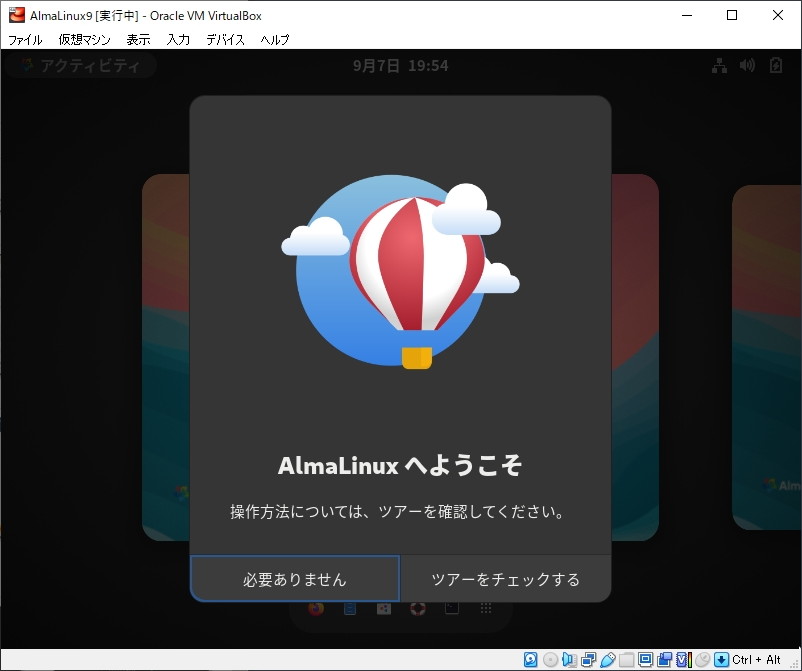 AlmaLinux9 [実行中] - Oracle VM VirtualBox
ファイル 仮想マシン 表示 入力 デバイス ヘルプ
アクティビティ 9月7日 19:54
AlmaLinux へようこそ
操作方法については、ツアーを確認してください。
必要ありません ツアーをチェックする
Ctrl + Alt